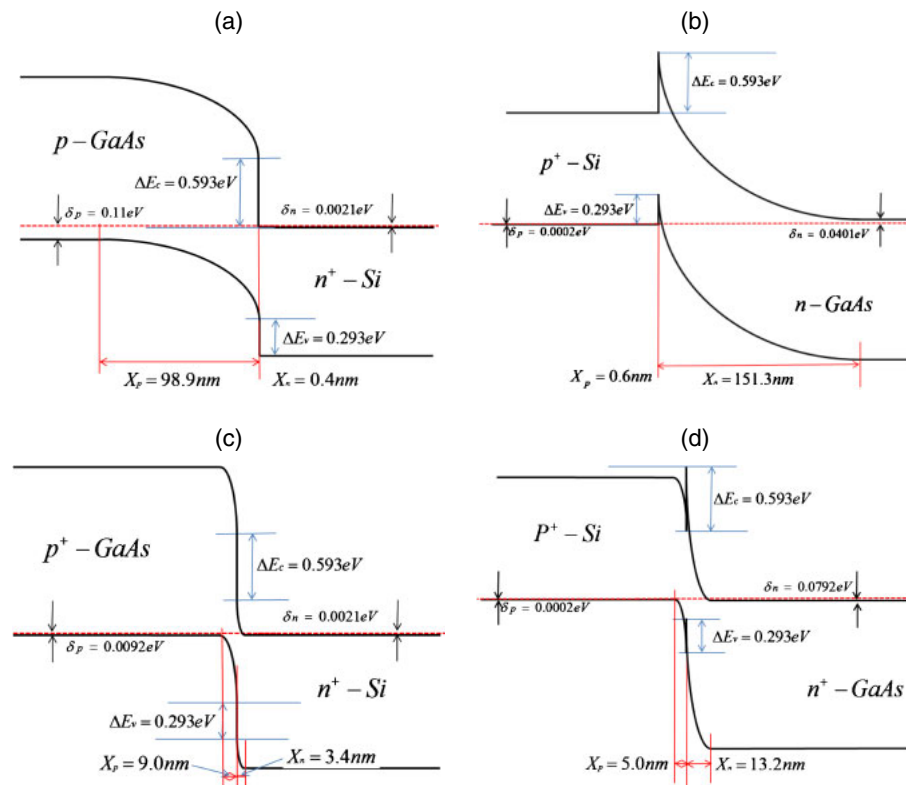 (a)
p – GaAs
ΔEc = 0.593eV
δp = 0.11eV
δn = 0.0021eV
n⁺ – Si
ΔEv = 0.293eV
Xp = 98.9nm
Xn = 0.4nm
(b)
ΔEc = 0.593eV
p⁺ – Si
ΔEv = 0.293eV
δp = 0.0002eV
δn = 0.0401eV
n – GaAs
Xp = 0.6nm
Xn = 151.3nm
(c)
p⁺ – GaAs
ΔEc = 0.593eV
δn = 0.0021eV
δp = 0.0092eV
n⁺ – Si
ΔEv = 0.293eV
Xp = 9.0nm
Xn = 3.4nm
(d)
ΔEc = 0.593eV
P⁺ – Si
δn = 0.0792eV
δp = 0.0002eV
ΔEv = 0.293eV
n⁺ – GaAs
Xp = 5.0nm
Xn = 13.2nm